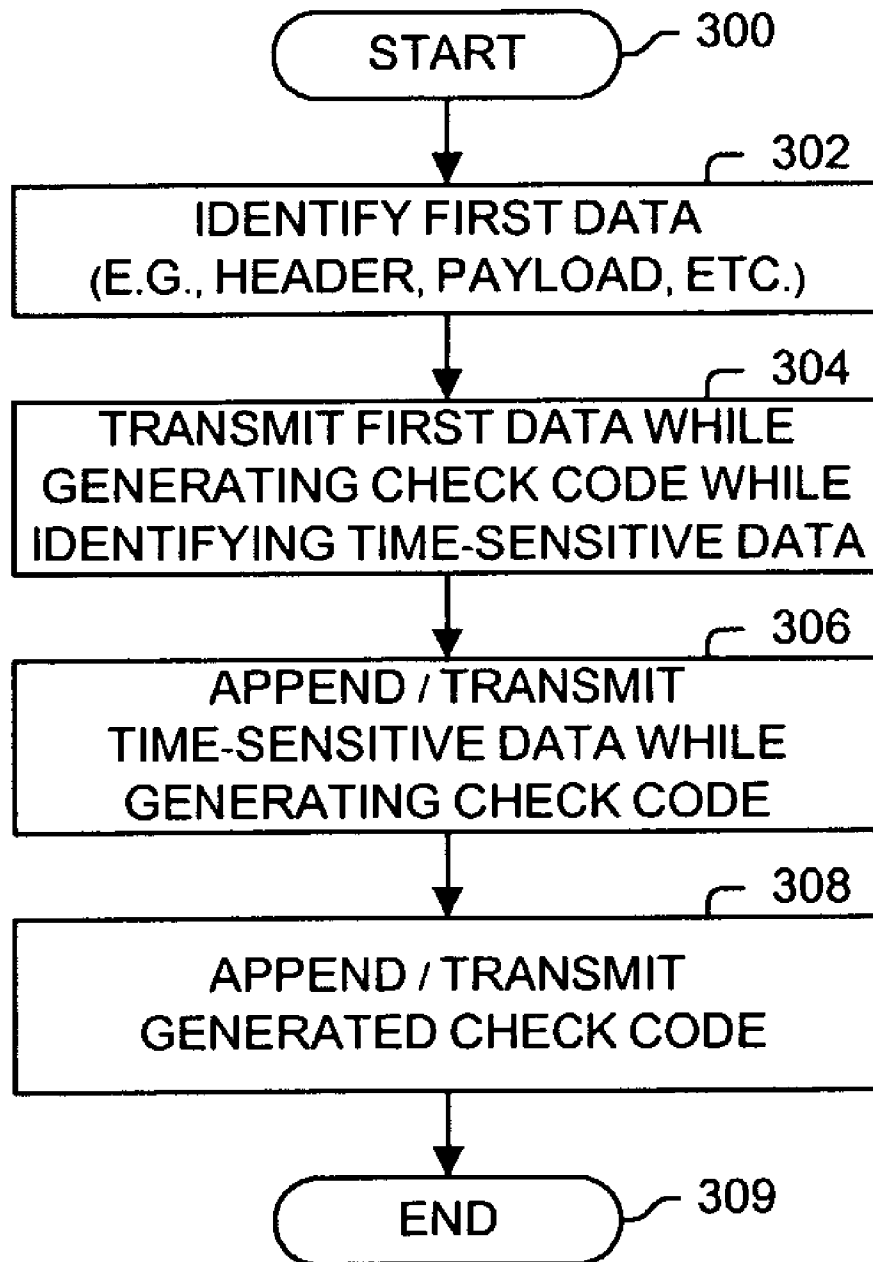 START
300
302
IDENTIFY FIRST DATA
(E.G., HEADER, PAYLOAD, ETC.)
304
TRANSMIT FIRST DATA WHILE
GENERATING CHECK CODE WHILE
IDENTIFYING TIME-SENSITIVE DATA
306
APPEND / TRANSMIT
TIME-SENSITIVE DATA WHILE
GENERATING CHECK CODE
308
APPEND / TRANSMIT
GENERATED CHECK CODE
END
309